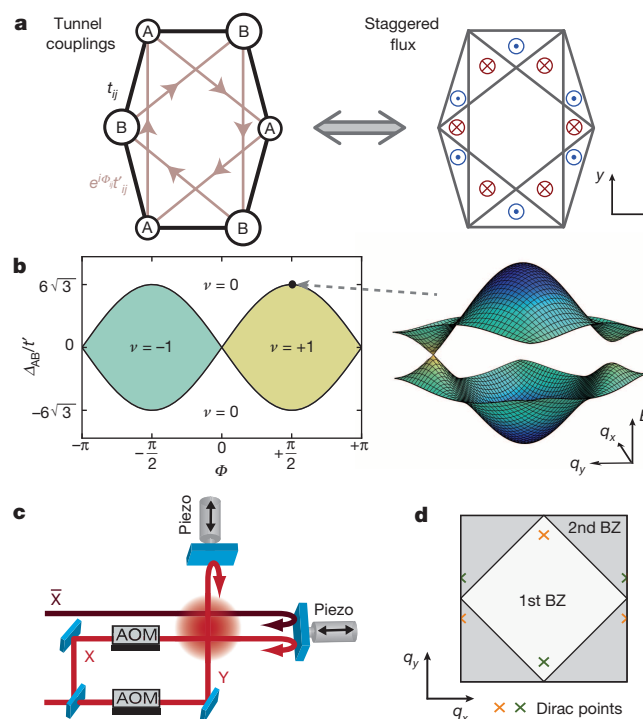 a
Tunnel couplings
Staggered flux
A
B
B
A
A
B
t_ij
e^{iΦ_ij}t'_ij
y
b
Δ_AB/t'
6√3
0
−6√3
ν = 0
ν = −1
ν = +1
ν = 0
−π
−π/2
0
+π/2
+π
Φ
q_x
q_y
c
Piezo
X̅
Piezo
AOM
X
Y
AOM
d
2nd BZ
1st BZ
q_y
q_x
Dirac points